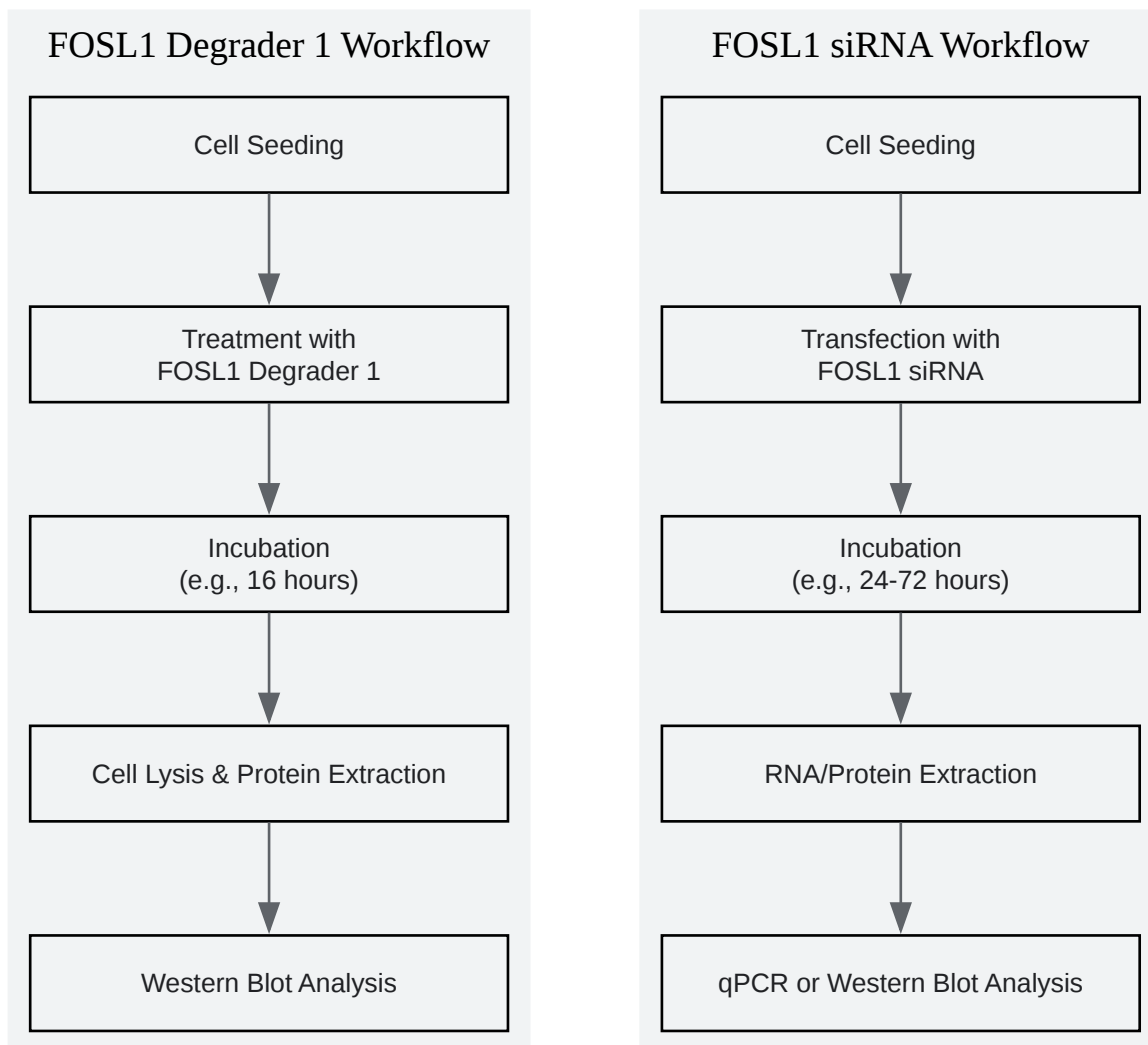 FOSL1 Degrader 1 Workflow
Cell Seeding
Treatment with
FOSL1 Degrader 1
Incubation
(e.g., 16 hours)
Cell Lysis & Protein Extraction
Western Blot Analysis
FOSL1 siRNA Workflow
Cell Seeding
Transfection with
FOSL1 siRNA
Incubation
(e.g., 24-72 hours)
RNA/Protein Extraction
qPCR or Western Blot Analysis